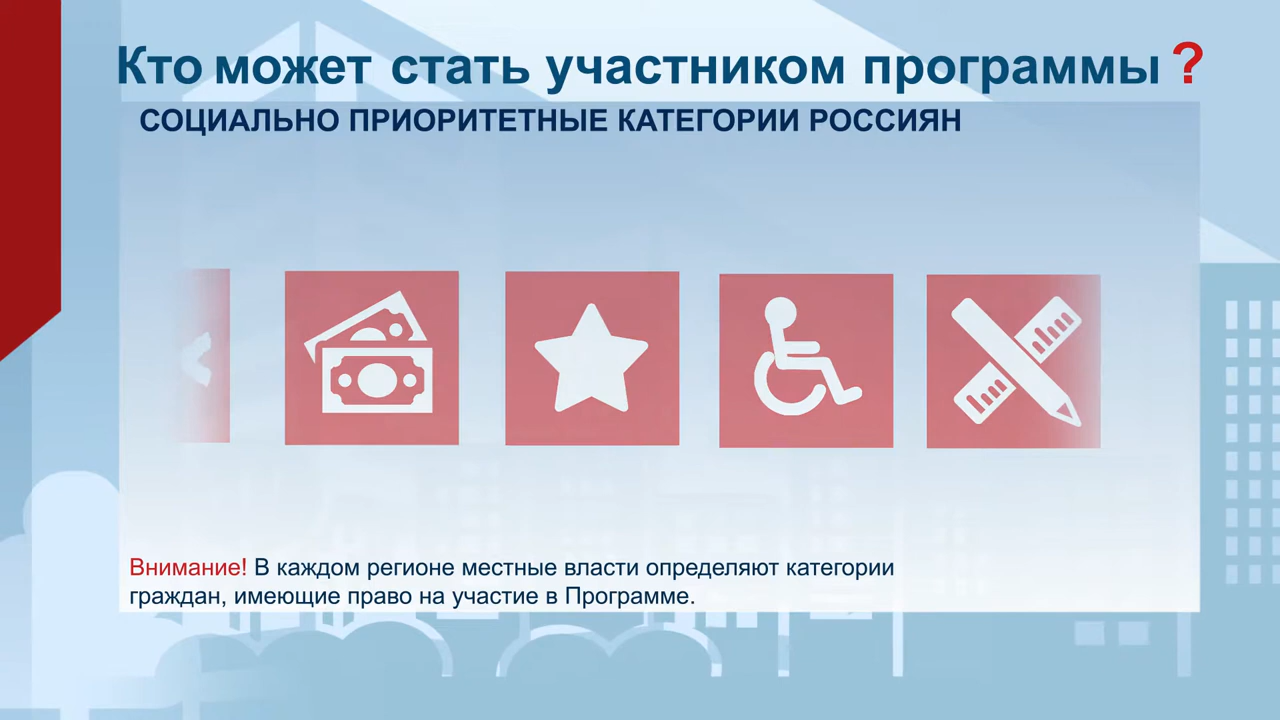 Кто может стать участником программы ?
СОЦИАЛЬНО ПРИОРИТЕТНЫЕ КАТЕГОРИИ РОССИЯН
Внимание! В каждом регионе местные власти определяют категории
граждан, имеющие право на участие в Программе.